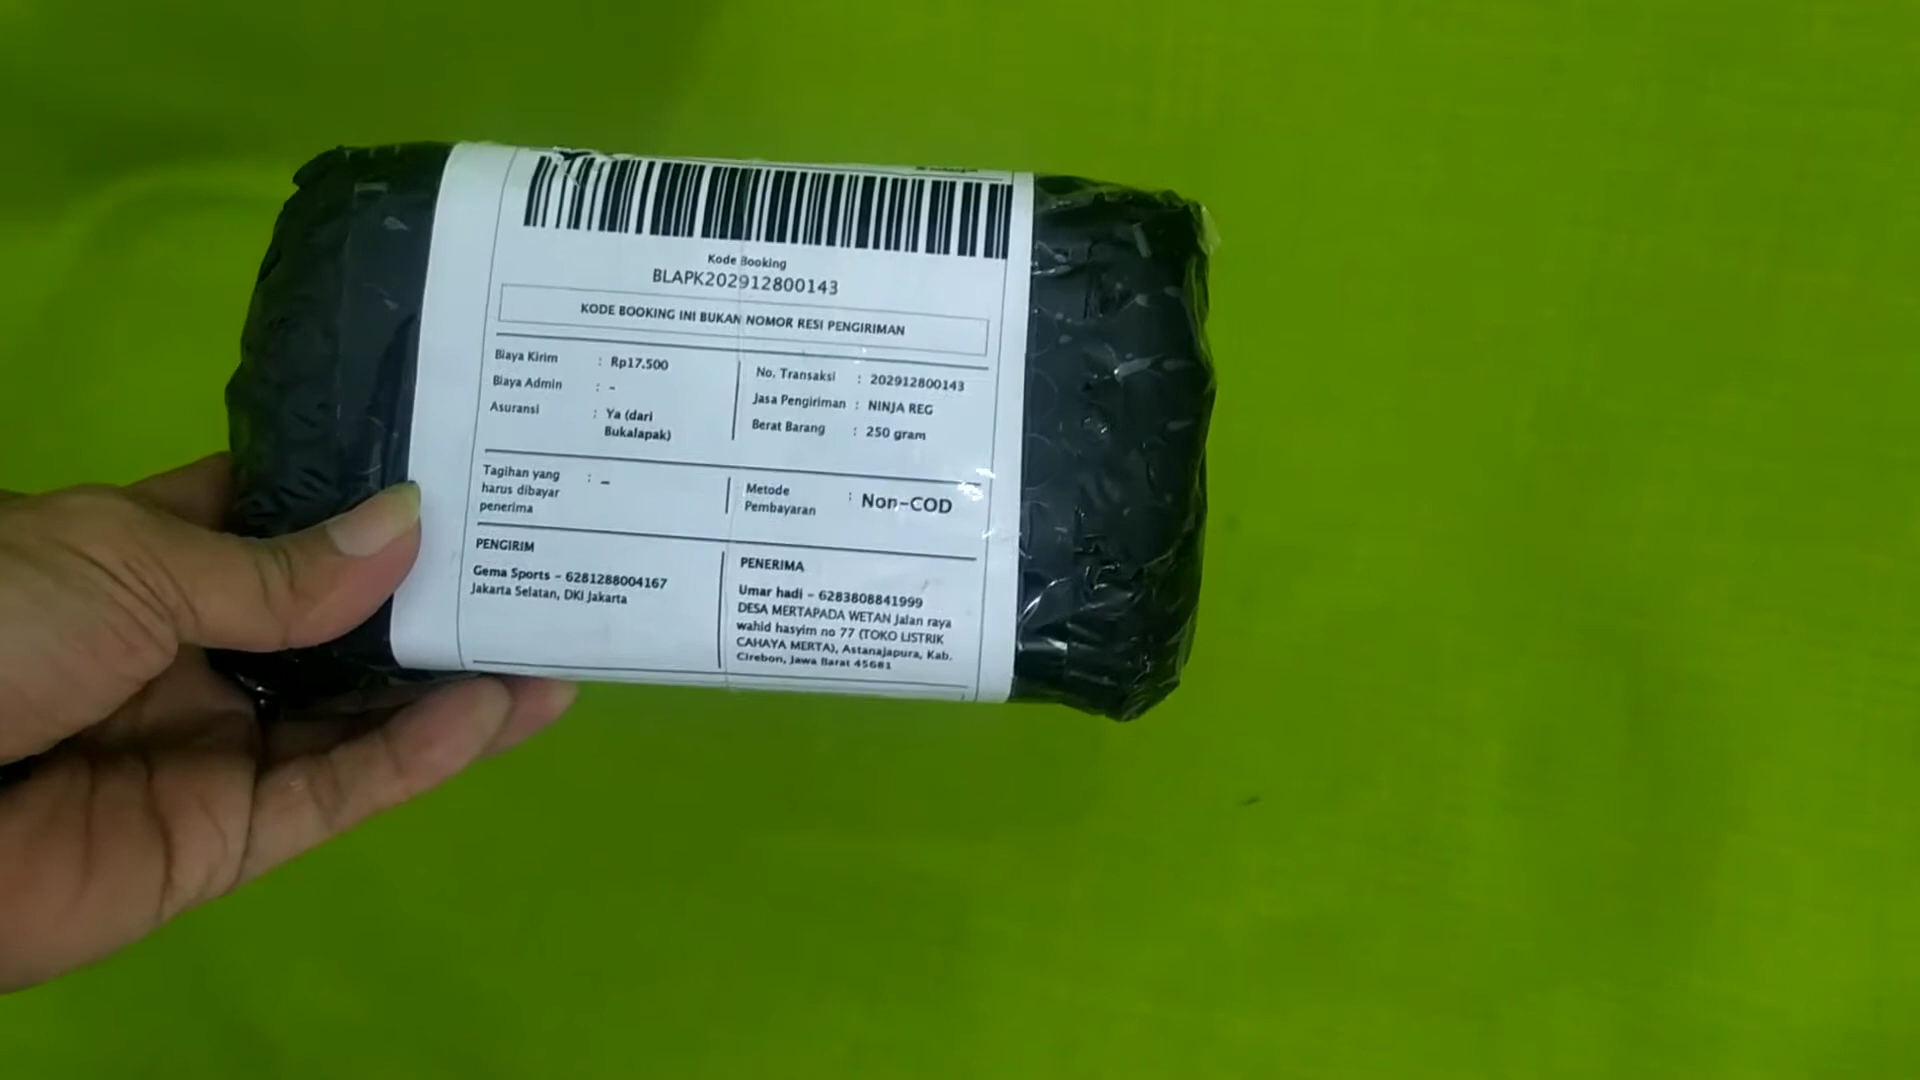 Kode Booking
BLAPK202912800143
KODE BOOKING INI BUKAN NOMOR RESI PENGIRIMAN
Biaya Kirim : Rp17.500
Biaya Admin : -
Asuransi : Ya (dari
Bukalapak)
No. Transaksi : 202912800143
Jasa Pengiriman : NINJA REG
Berat Barang : 250 gram
Tagihan yang : -
harus dibayar
penerima
Metode : Non-COD
Pembayaran
PENGIRIM
Gema Sports - 6281288004167
Jakarta Selatan, DKI Jakarta
PENERIMA
Umar hadi - 6283808841999
DESA MERTAPADA WETAN Jalan raya
wahid hasyim no 77 (TOKO LISTRIK
CAHAYA MERTA), Astanajapura, Kab.
Cirebon, Jawa Barat 45681